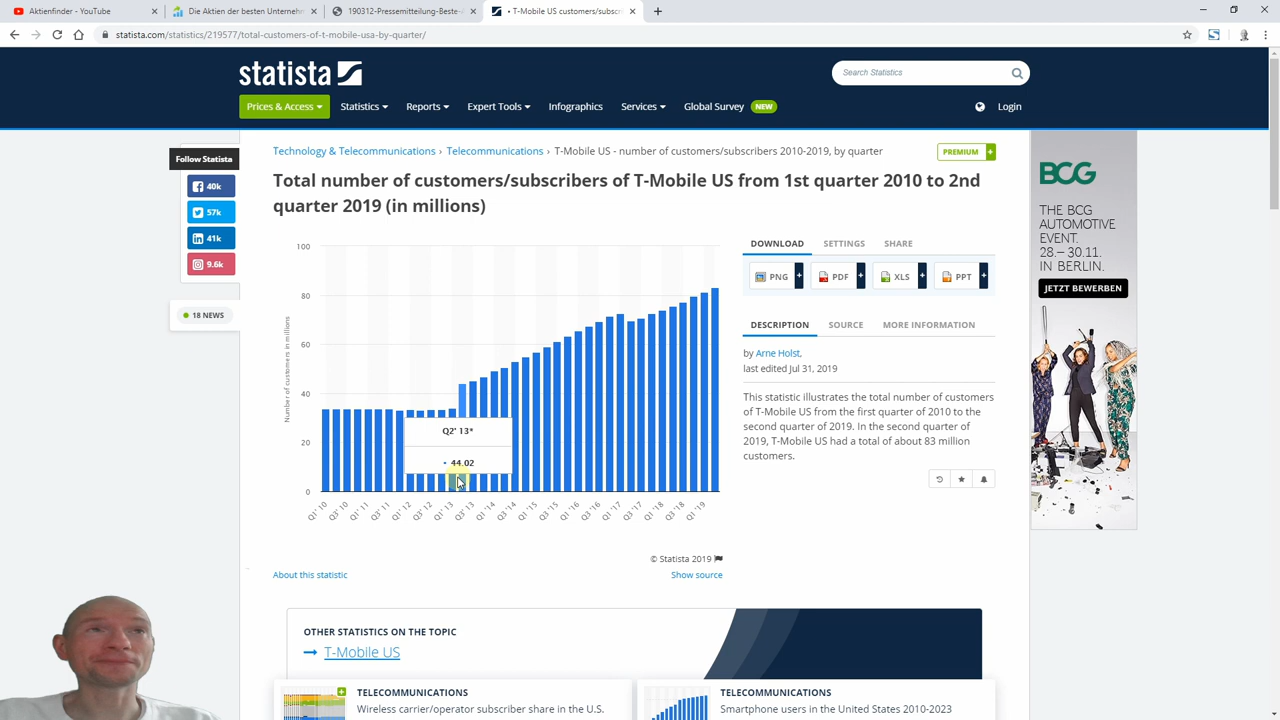 Aktienfinder - YouTube
Die Aktien der besten Unternehm
190312-Pressemitteilung-Beste-A
• T-Mobile US customers/subscri
statista.com/statistics/219577/total-customers-of-t-mobile-usa-by-quarter/
statista
Search Statistics
Prices & Access
Statistics
Reports
Expert Tools
Infographics
Services
Global Survey
NEW
Login
Follow Statista
40k
57k
41k
9.6k
18 NEWS
Technology & Telecommunications › Telecommunications › T-Mobile US - number of customers/subscribers 2010-2019, by quarter
PREMIUM +
Total number of customers/subscribers of T-Mobile US from 1st quarter 2010 to 2nd
quarter 2019 (in millions)
Number of customers in millions
100
80
60
40
20
0
Q2' 13*
44.02
Q1' 10
Q3' 10
Q1' 11
Q3' 11
Q1' 12
Q3' 12
Q1' 13
Q3' 13
Q1' 14
Q3' 14
Q1' 15
Q3' 15
Q1' 16
Q3' 16
Q1' 17
Q3' 17
Q1' 18
Q3' 18
Q1' 19
© Statista 2019
About this statistic
Show source
DOWNLOAD
SETTINGS
SHARE
PNG +
PDF +
XLS +
PPT +
DESCRIPTION
SOURCE
MORE INFORMATION
by Arne Holst,
last edited Jul 31, 2019
This statistic illustrates the total number of customers
of T-Mobile US from the first quarter of 2010 to the
second quarter of 2019. In the second quarter of
2019, T-Mobile US had a total of about 83 million
customers.
BCG
THE BCG
AUTOMOTIVE
EVENT.
28.– 30.11.
IN BERLIN.
JETZT BEWERBEN
OTHER STATISTICS ON THE TOPIC
T-Mobile US
TELECOMMUNICATIONS
Wireless carrier/operator subscriber share in the U.S.
TELECOMMUNICATIONS
Smartphone users in the United States 2010-2023